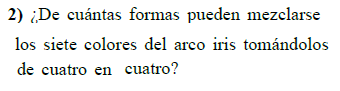 2) ¿De cuántas formas pueden mezclarse
los siete colores del arco iris tomándolos
de cuatro en cuatro?